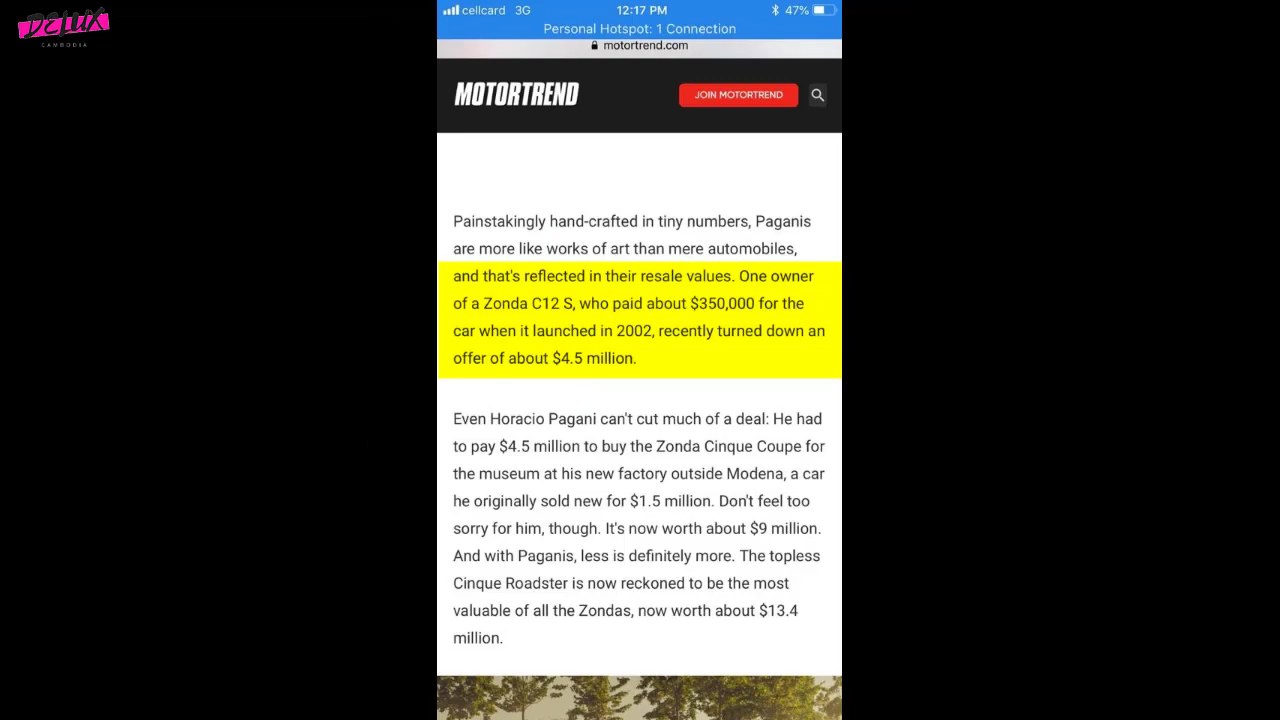 DELUX
CAMBODIA
cellcard 3G 12:17 PM 47%
Personal Hotspot: 1 Connection
motortrend.com
MOTORTREND
JOIN MOTORTREND
Painstakingly hand-crafted in tiny numbers, Paganis
are more like works of art than mere automobiles,
and that's reflected in their resale values. One owner
of a Zonda C12 S, who paid about $350,000 for the
car when it launched in 2002, recently turned down an
offer of about $4.5 million.
Even Horacio Pagani can't cut much of a deal: He had
to pay $4.5 million to buy the Zonda Cinque Coupe for
the museum at his new factory outside Modena, a car
he originally sold new for $1.5 million. Don't feel too
sorry for him, though. It's now worth about $9 million.
And with Paganis, less is definitely more. The topless
Cinque Roadster is now reckoned to be the most
valuable of all the Zondas, now worth about $13.4
million.